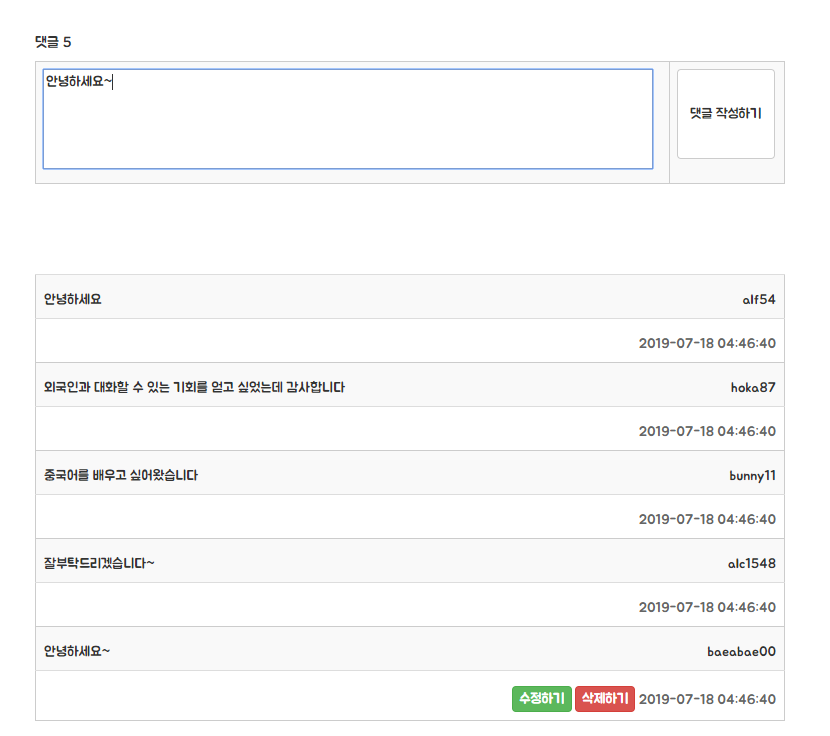 댓글 5
안녕하세요~
댓글 작성하기
안녕하세요 alf54
2019-07-18 04:46:40
외국인과 대화할 수 있는 기회를 얻고 싶었는데 감사합니다 hoka87
2019-07-18 04:46:40
중국어를 배우고 싶어왔습니다 bunny11
2019-07-18 04:46:40
잘부탁드리겠습니다~ alc1548
2019-07-18 04:46:40
안녕하세요~ baeabae00
수정하기 삭제하기 2019-07-18 04:46:40